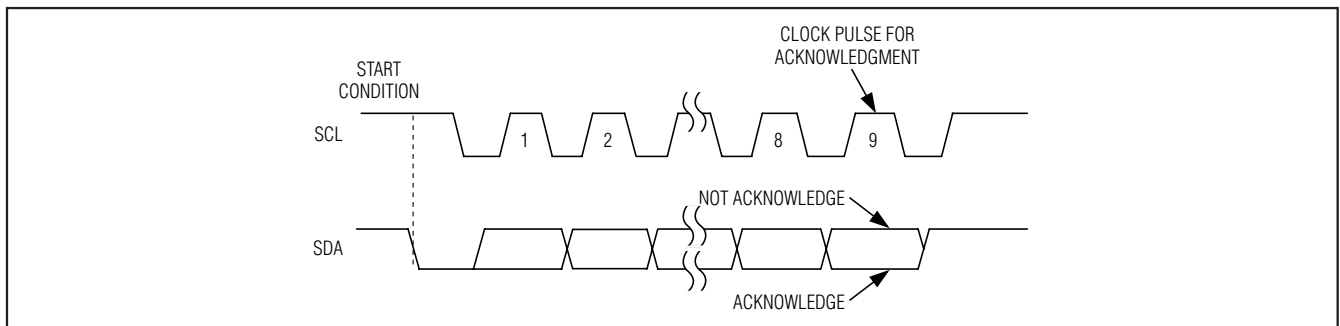 CLOCK PULSE FOR
ACKNOWLEDGMENT
START
CONDITION
SCL
1
2
8
9
NOT ACKNOWLEDGE
SDA
ACKNOWLEDGE